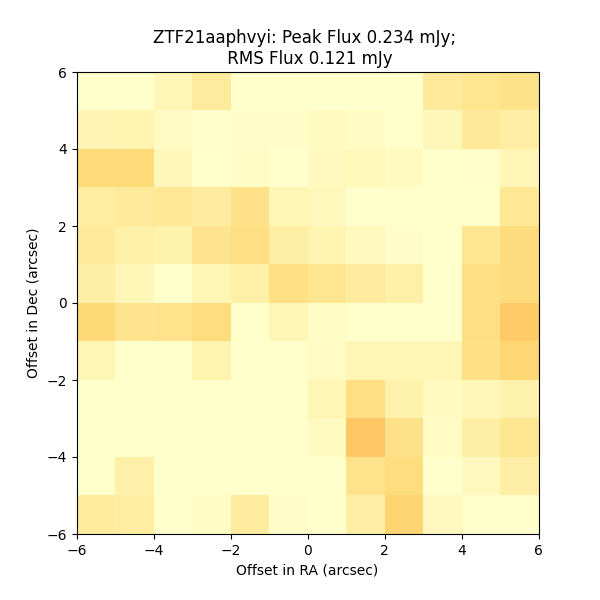 ZTF21aaphvyi: Peak Flux 0.234 mJy;
RMS Flux 0.121 mJy
6
4
2
0
−2
−4
−6
Offset in Dec (arcsec)
−6 −4 −2 0 2 4 6
Offset in RA (arcsec)